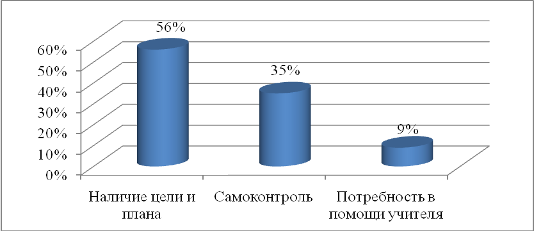 56%
60%
50%
35%
40%
30%
20%
9%
10%
0%
Наличие цели и
плана
Самоконтроль
Потребность в
помощи учителя